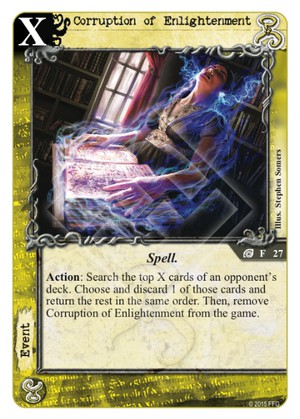 X
Corruption of Enlightenment
Illus. Stephen Somers
F 27
Spell.
Action: Search the top X cards of an opponent's
deck. Choose and discard 1 of those cards and
return the rest in the same order. Then, remove
Corruption of Enlightenment from the game.
Event
© 2015 FFG